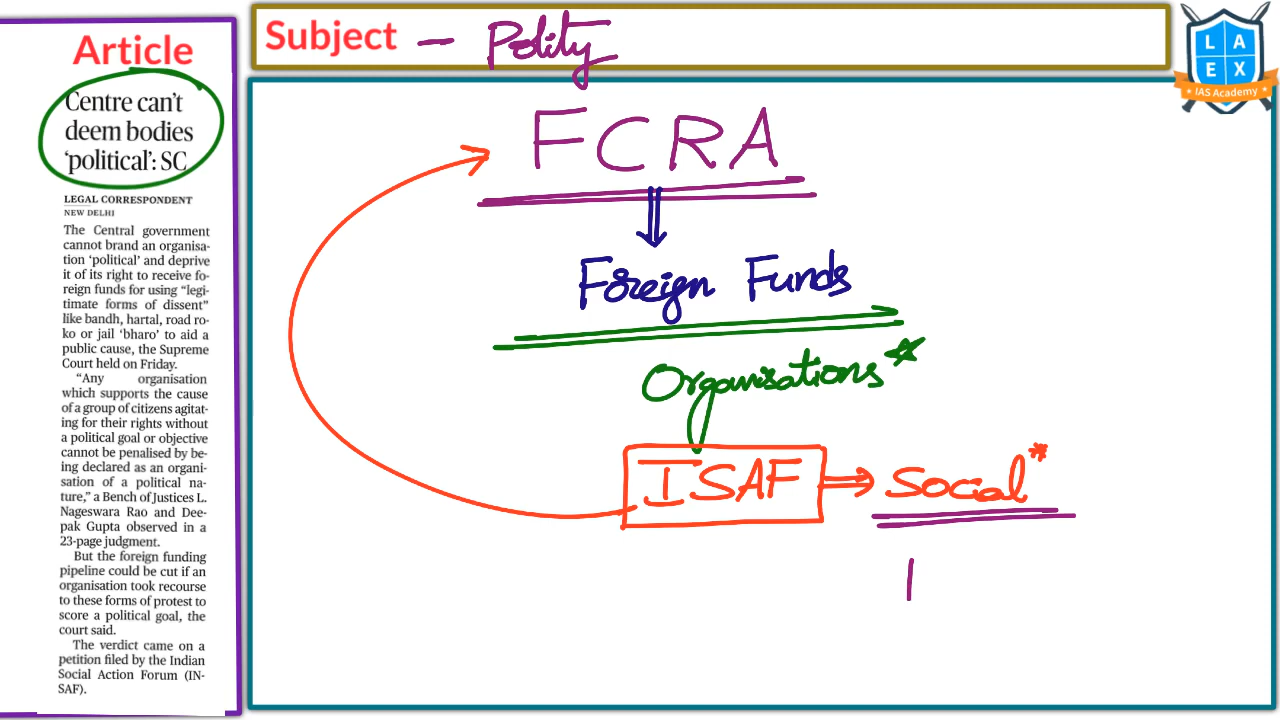 Article
Centre can't
deem bodies
'political': SC
LEGAL CORRESPONDENT
NEW DELHI
The Central government
cannot brand an organisa-
tion 'political' and deprive
it of its right to receive fo-
reign funds for using "legi-
timate forms of dissent"
like bandh, hartal, road ro-
ko or jail 'bharo' to aid a
public cause, the Supreme
Court held on Friday.
"Any organisation
which supports the cause
of a group of citizens agitat-
ing for their rights without
a political goal or objective
cannot be penalised by be-
ing declared as an organi-
sation of a political na-
ture," a Bench of Justices L.
Nageswara Rao and Dee-
pak Gupta observed in a
23-page judgment.
But the foreign funding
pipeline could be cut if an
organisation took recourse
to these forms of protest to
score a political goal, the
court said.
The verdict came on a
petition filed by the Indian
Social Action Forum (IN-
SAF).
Subject - Polity
FCRA
Foreign Funds
Organisations
ISAF ⇒ Social*
L A
E X
IAS Academy